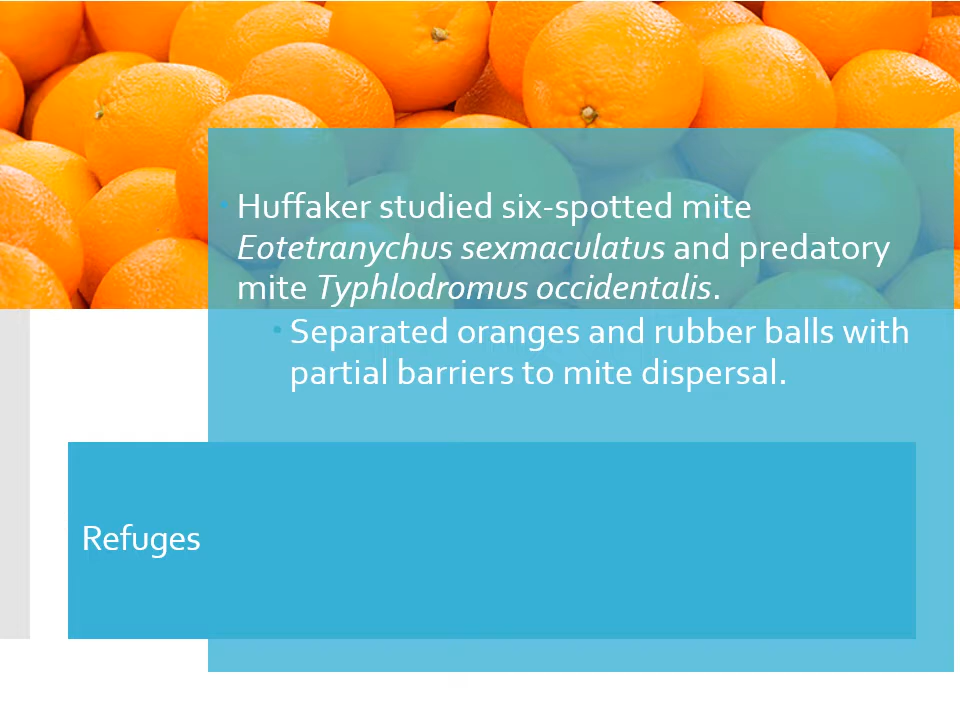 • Huffaker studied six-spotted mite
Eotetranychus sexmaculatus and predatory
mite Typhlodromus occidentalis.
• Separated oranges and rubber balls with
partial barriers to mite dispersal.
Refuges